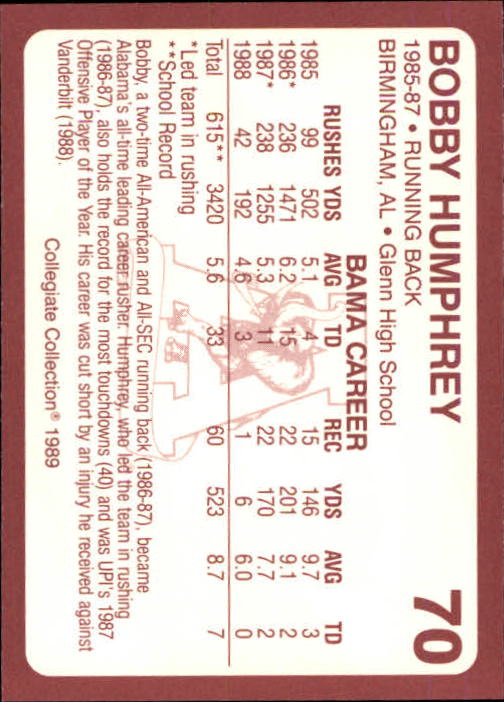 BOBBY HUMPHREY 70
1985-87 • RUNNING BACK
BIRMINGHAM, AL • Glenn High School
BAMA CAREER
RUSHES YDS AVG TD REC YDS AVG TD
1985 99 502 5.1 4 15 146 9.7 3
1986* 236 1471 6.2 15 22 201 9.1 2
1987* 238 1255 5.3 11 22 170 7.7 2
1988 42 192 4.6 3 1 6 6.0 0
Total 615** 3420 5.6 33 60 523 8.7 7
*Led team in rushing
**School Record
Bobby, a two-time All-American and All-SEC running back (1986-87), became
Alabama's all-time leading career rusher. Humphrey, who led the team in rushing
(1986-87), also holds the record for the most touchdowns (40) and was UPI's 1987
Offensive Player of the Year. His career was cut short by an injury he received against
Vanderbilt (1988).
Collegiate Collection® 1989